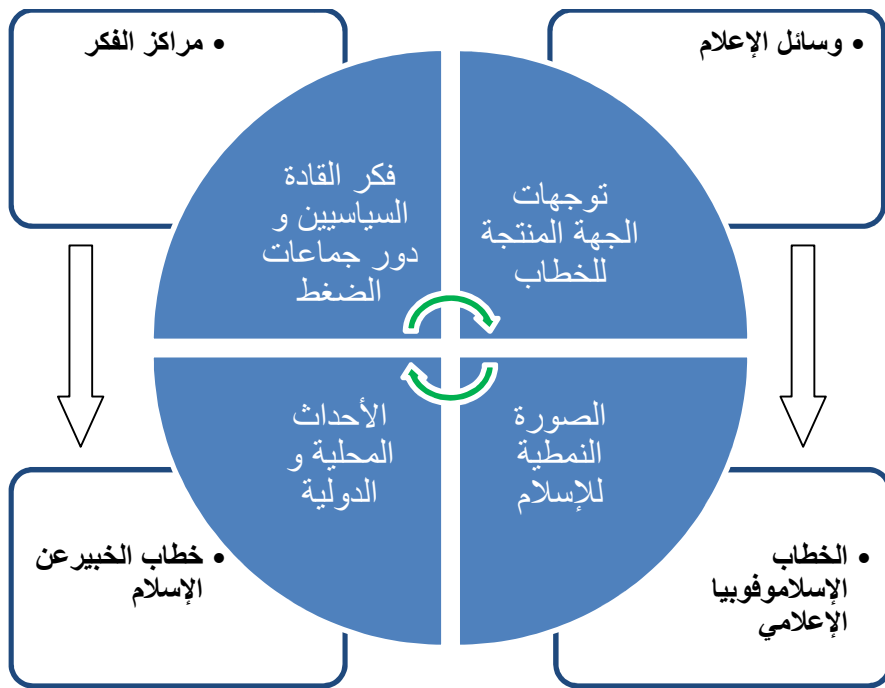 • وسائل الإعلام
• مراكز الفكر
توجهات
الجهة المنتجة
للخطاب
فكر القادة
السياسيين و
دور جماعات
الضغط
الصورة
النمطية
للإسلام
الأحداث
المحلية و
الدولية
• الخطاب
الإسلاموفوبيا
الإعلامي
• خطاب الخبيرعن
الإسلام